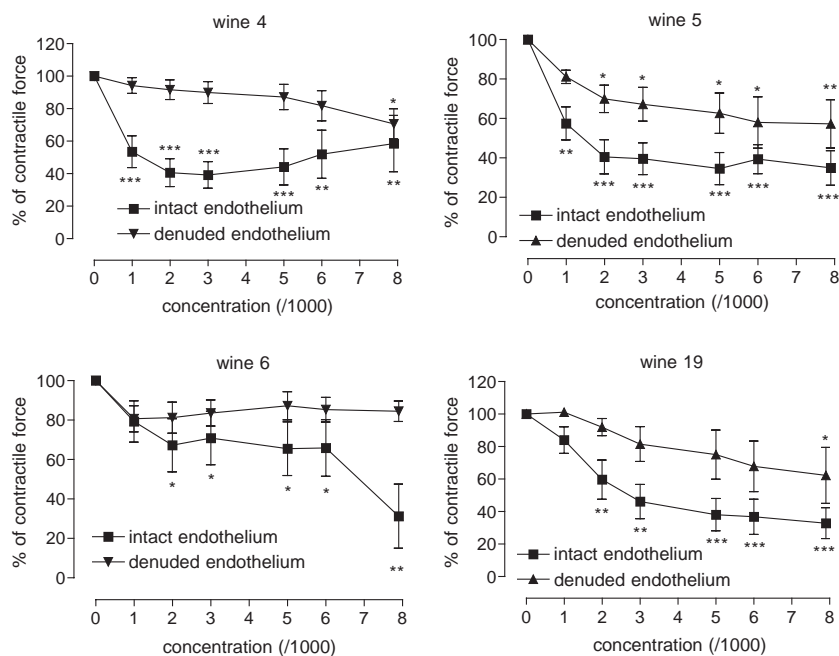 wine 4
120
100
80
60
40
20
0
% of contractile force
***
***
***
***
**
*
**
intact endothelium
denuded endothelium
0 1 2 3 4 5 6 8
concentration (/1000)
wine 5
100
80
60
40
20
0
% of contractile force
* * * * **
** *** *** *** *** ***
intact endothelium
denuded endothelium
0 1 2 3 4 5 6 8
concentration (/1000)
wine 6
100
80
60
40
20
0
% of contractile force
* * * * **
intact endothelium
denuded endothelium
0 1 2 3 4 5 6 8
concentration (/1000)
wine 19
120
100
80
60
40
20
0
% of contractile force
*
** ** *** *** ***
intact endothelium
denuded endothelium
0 1 2 3 4 5 6 8
concentration (/1000)